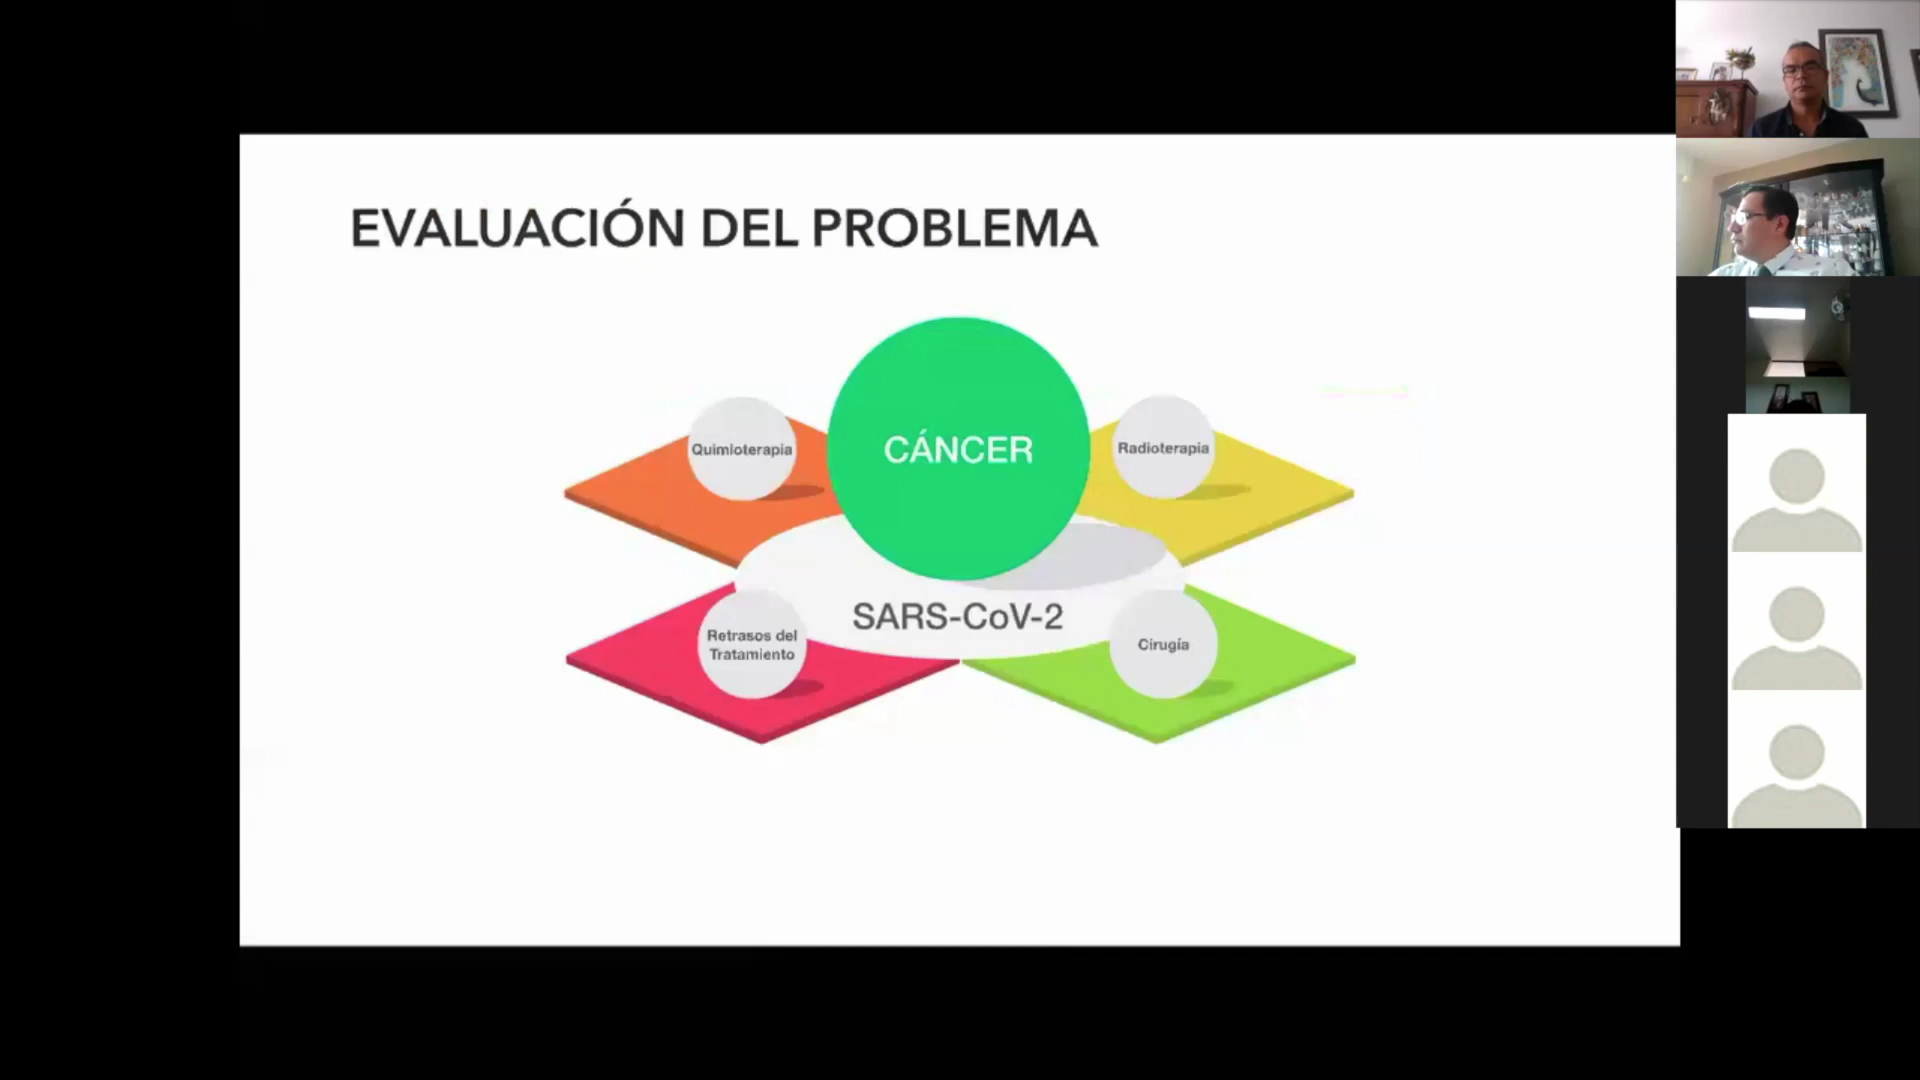 EVALUACIÓN DEL PROBLEMA
CÁNCER
Quimioterapia
Radioterapia
SARS-CoV-2
Retrasos del
Tratamiento
Cirugía